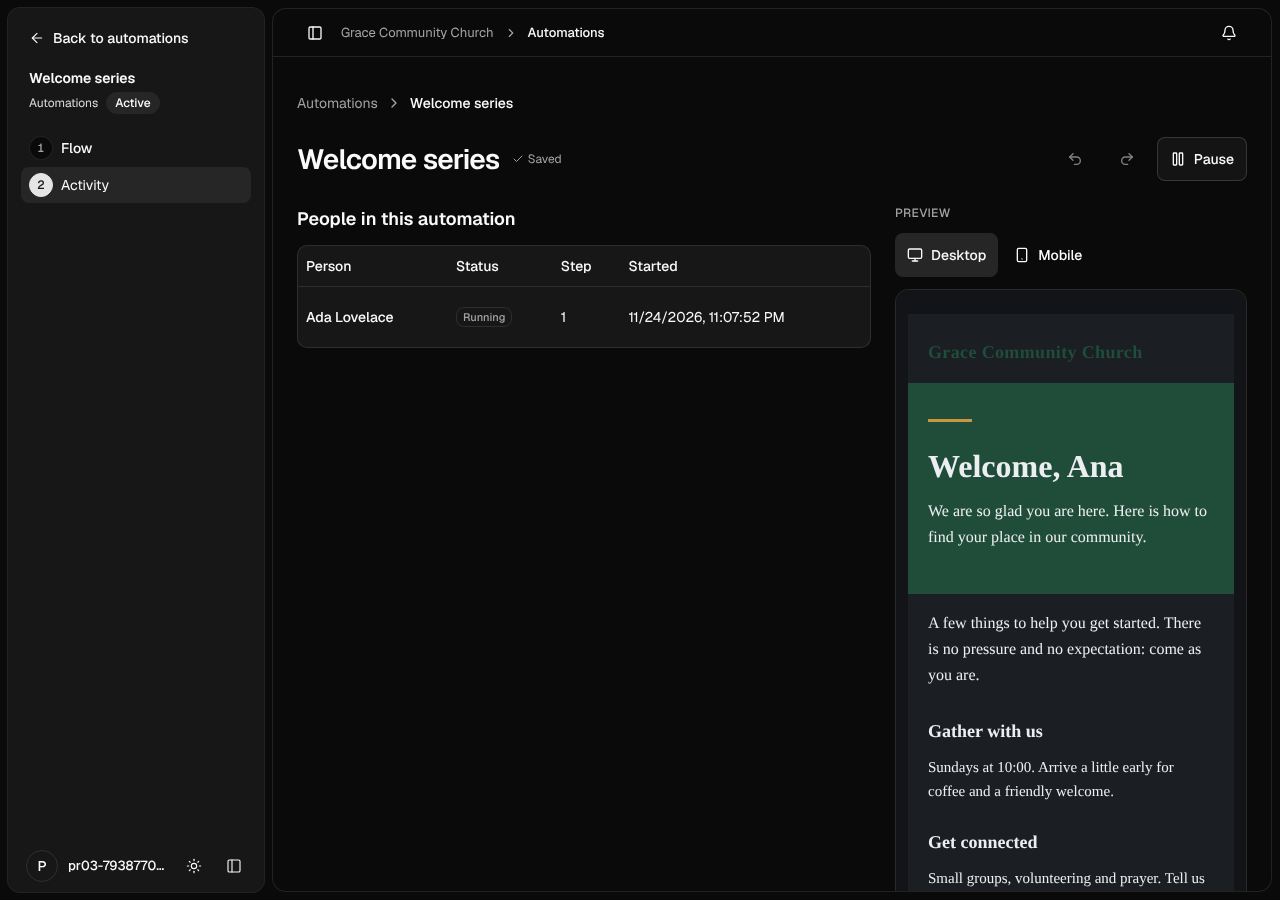 Back to automations
Welcome series
Automations Active
1 Flow
2 Activity
P pr03-7938770…
Grace Community Church Automations
Automations Welcome series
Welcome series Saved
Pause
People in this automation
Person Status Step Started
Ada Lovelace Running 1 11/24/2026, 11:07:52 PM
PREVIEW
Desktop Mobile
Grace Community Church
Welcome, Ana
We are so glad you are here. Here is how to
find your place in our community.
A few things to help you get started. There
is no pressure and no expectation: come as
you are.
Gather with us
Sundays at 10:00. Arrive a little early for
coffee and a friendly welcome.
Get connected
Small groups, volunteering and prayer. Tell us